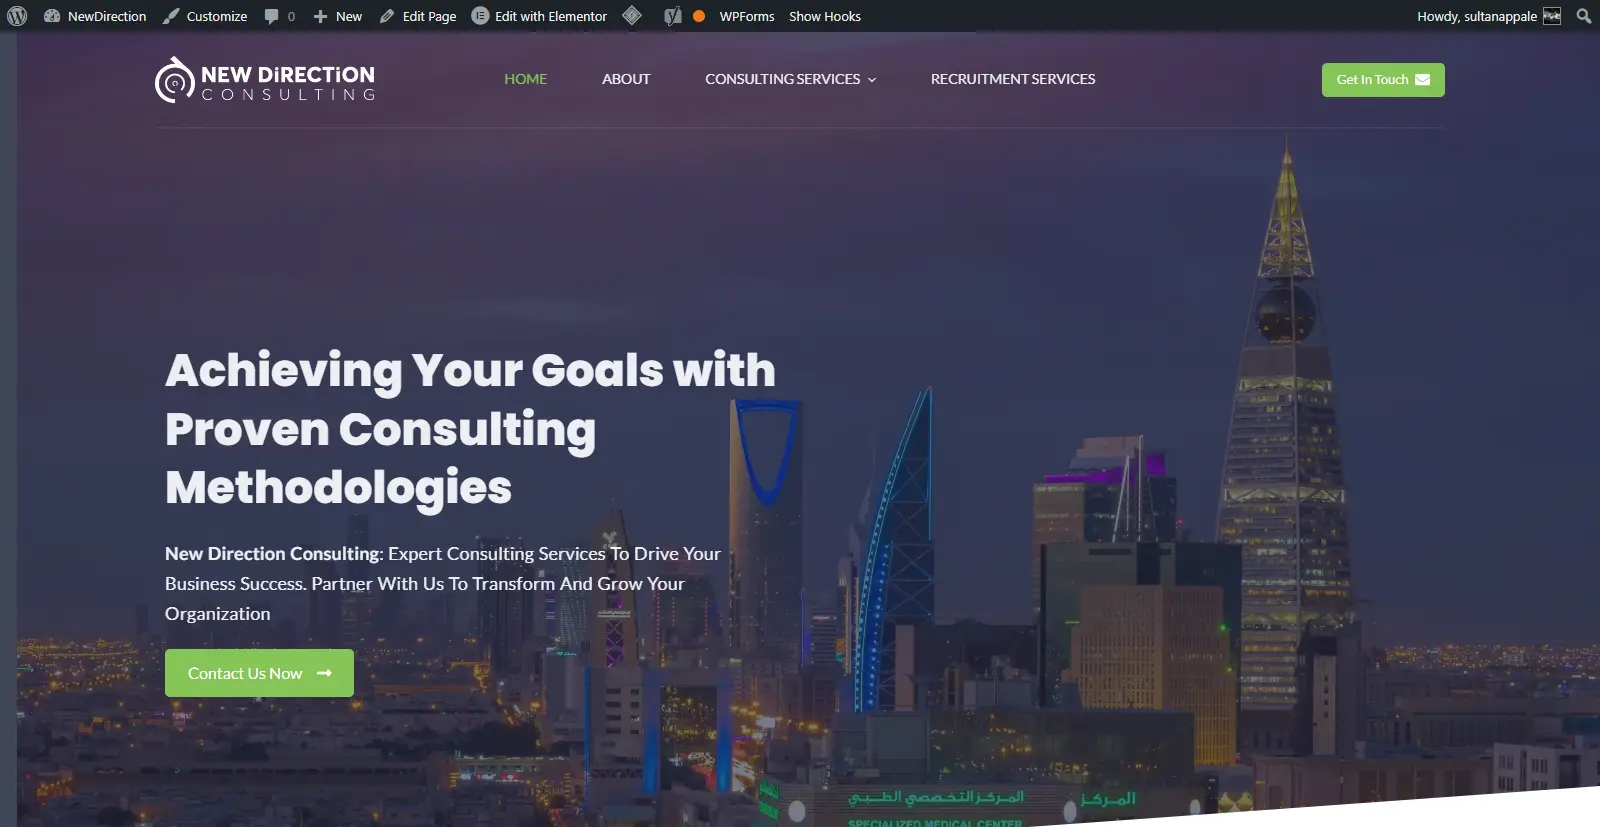 NewDirection Customize 0 New Edit Page Edit with Elementor WPForms Show Hooks Howdy, sultanappale
NEW DiRECTiON
CONSULTING
HOME ABOUT CONSULTING SERVICES RECRUITMENT SERVICES
Get In Touch
Achieving Your Goals with
Proven Consulting
Methodologies
New Direction Consulting: Expert Consulting Services To Drive Your
Business Success. Partner With Us To Transform And Grow Your
Organization
Contact Us Now
المركز التخصصي الطبي
المركز
SPECIALIZED MEDICAL CENTER